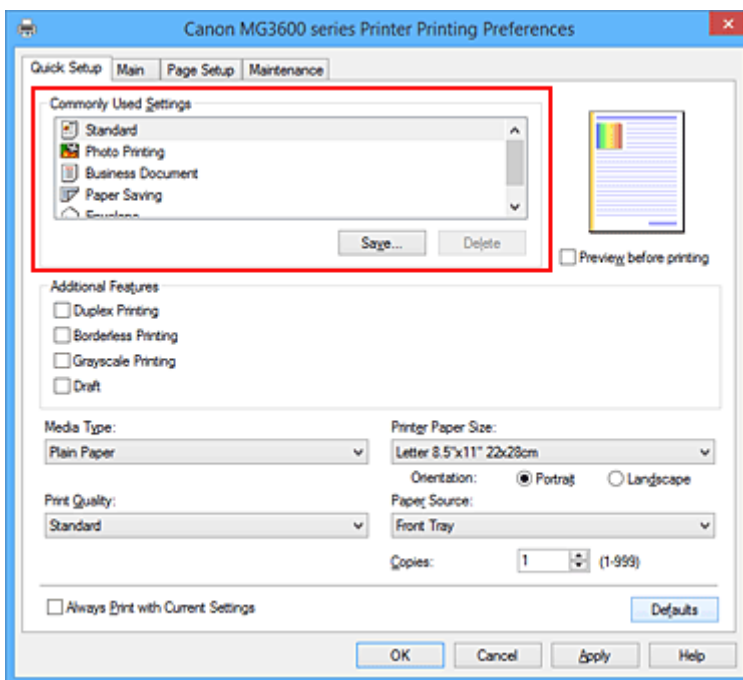 Canon MG3600 series Printer Printing Preferences
Quick Setup Main Page Setup Maintenance
Commonly Used Settings
Standard
Photo Printing
Business Document
Paper Saving
Envelope
Save... Delete
Preview before printing
Additional Features
Duplex Printing
Borderless Printing
Grayscale Printing
Draft
Media Type:
Plain Paper
Printer Paper Size:
Letter 8.5"x11" 22x28cm
Orientation: Portrait Landscape
Print Quality:
Standard
Paper Source:
Front Tray
Copies: 1 (1-999)
Always Print with Current Settings
Defaults
OK Cancel Apply Help